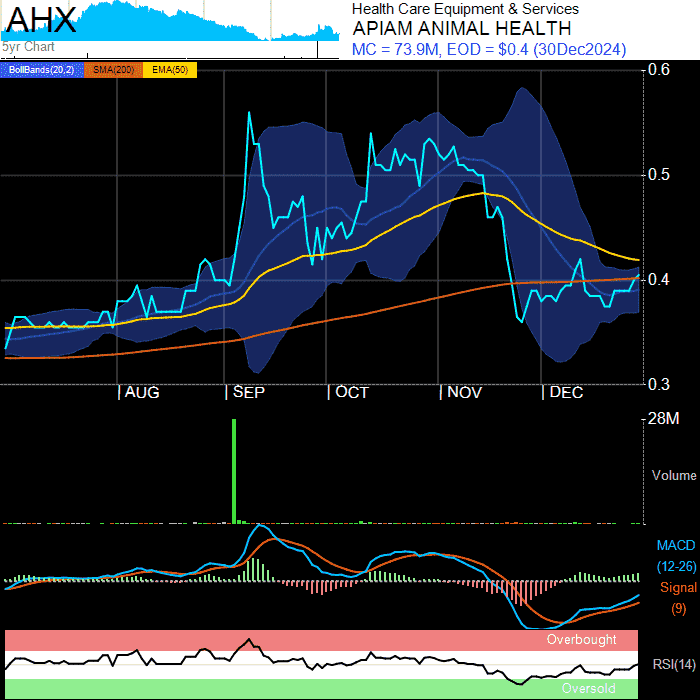 AHX
5yr Chart
Health Care Equipment & Services
APIAM ANIMAL HEALTH
MC = 73.9M, EOD = $0.4 (30Dec2024)
BollBands(20,2) SMA(200) EMA(50)
0.6
0.5
0.4
0.3
AUG SEP OCT NOV DEC
28M
Volume
MACD
(12-26)
Signal
(9)
Overbought
RSI(14)
Oversold